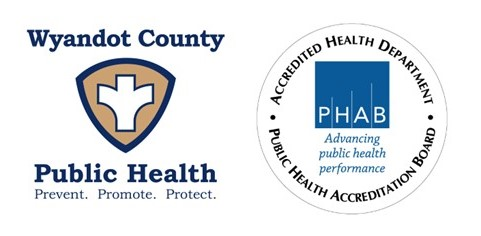 Wyandot County
Public Health
Prevent. Promote. Protect.
• ACCREDITED HEALTH DEPARTMENT •
PHAB
Advancing
public health
performance
PUBLIC HEALTH ACCREDITATION BOARD